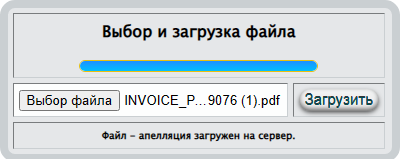 Выбор и загрузка файла
Выбор файла INVOICE_P...9076 (1).pdf Загрузить
Файл - апелляция загружен на сервер.